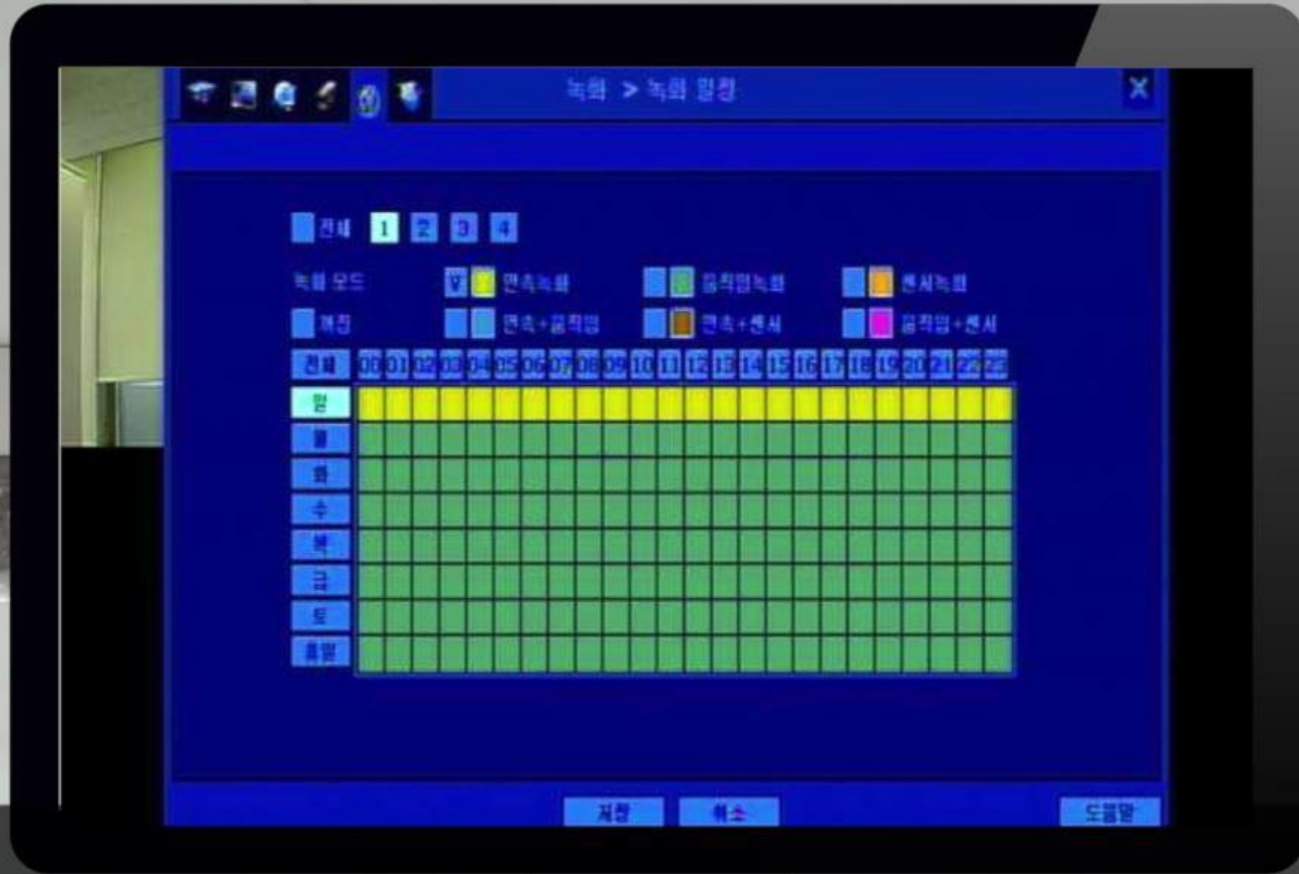 녹화 > 녹화 일정
X
전체 1 2 3 4
녹화 모드 V 연속녹화 움직임녹화 센서녹화
꺼짐 연속+움직임 연속+센서 움직임+센서
전체 00 01 02 03 04 05 06 07 08 09 10 11 12 13 14 15 16 17 18 19 20 21 22 23
일
월
화
수
목
금
토
휴일
저장 취소 도움말